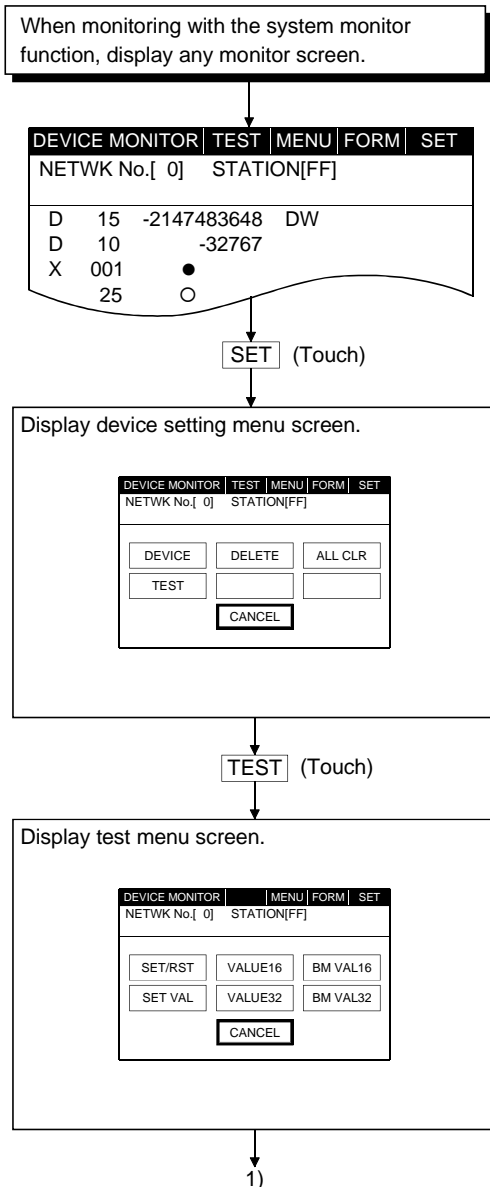 When monitoring with the system monitor
function, display any monitor screen.
DEVICE MONITOR TEST MENU FORM SET
NETWK No.[ 0] STATION[FF]
D 15 -2147483648 DW
D 10 -32767
X 001 ●
25 ○
SET (Touch)
Display device setting menu screen.
DEVICE MONITOR TEST MENU FORM SET
NETWK No.[ 0] STATION[FF]
DEVICE DELETE ALL CLR
TEST
CANCEL
TEST (Touch)
Display test menu screen.
DEVICE MONITOR MENU FORM SET
NETWK No.[ 0] STATION[FF]
SET/RST VALUE16 BM VAL16
SET VAL VALUE32 BM VAL32
CANCEL
1)